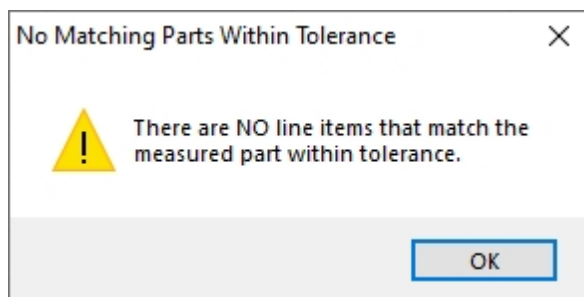 No Matching Parts Within Tolerance
There are NO line items that match the
measured part within tolerance.
OK